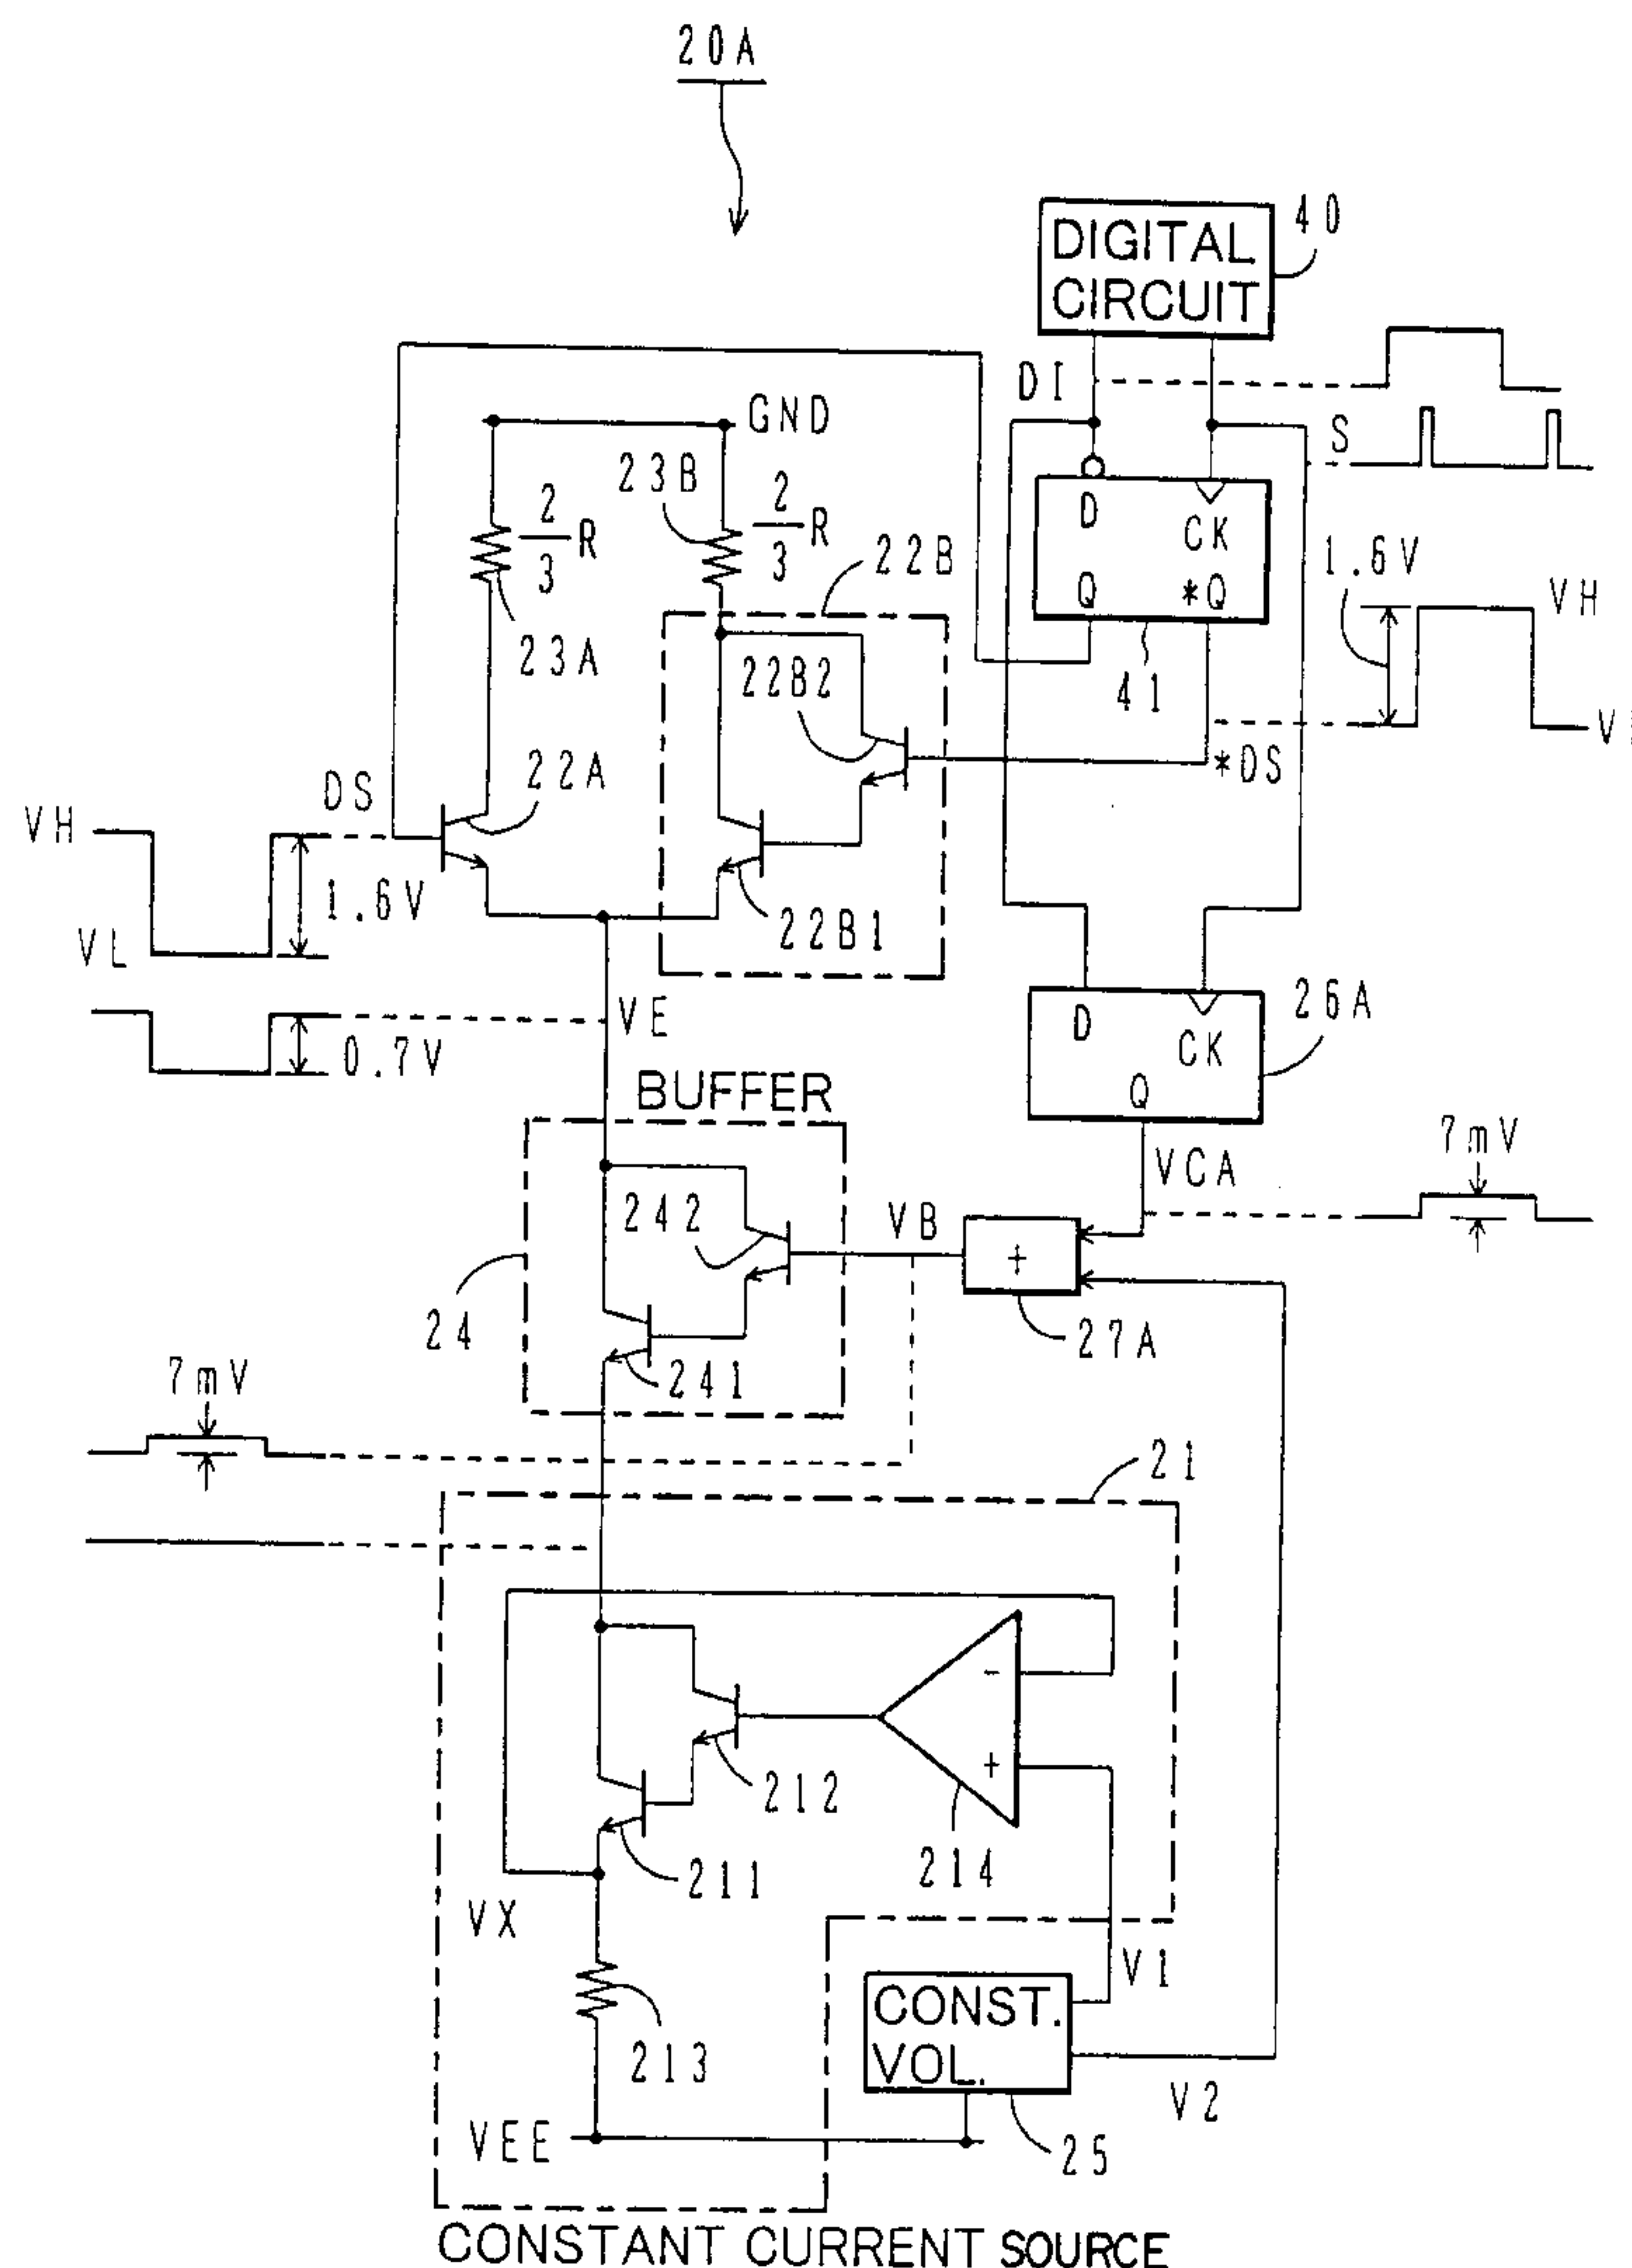 20A
DIGITAL
CIRCUIT
40
DI
S
GND
23B
2
3
R
2
3
R
22B
D
CK
Q
*Q
1.6V
VH
23A
22B2
41
*DS
22A
DS
VH
1.6V
VL
22B1
VE
0.7V
D
CK
Q
26A
BUFFER
VCA
7mV
242
VB
+
27A
24
241
7mV
21
-
+
212
214
211
VX
V1
CONST.
VOL.
213
V2
VEE
25
CONSTANT CURRENT SOURCE